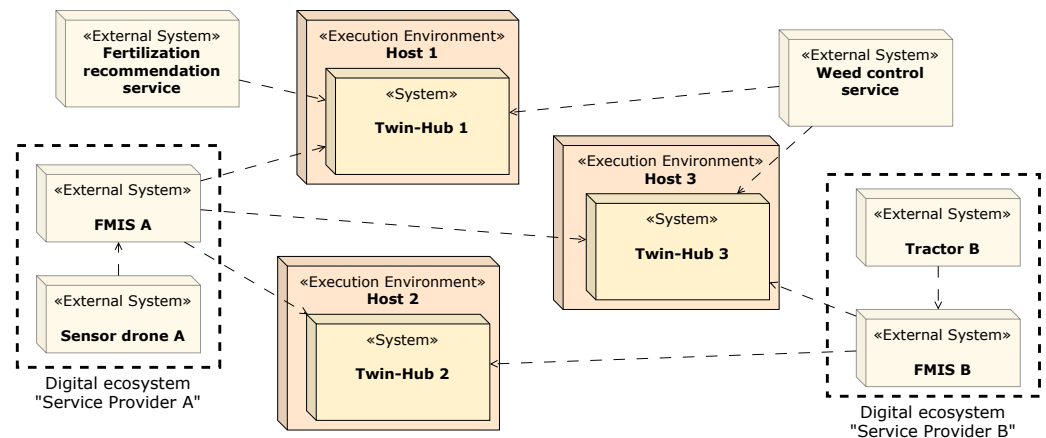 «External System»
Fertilization
recommendation
service
«Execution Environment»
Host 1
«System»
Twin-Hub 1
«External System»
Weed control
service
«External System»
FMIS A
«External System»
Sensor drone A
Digital ecosystem
"Service Provider A"
«Execution Environment»
Host 2
«System»
Twin-Hub 2
«Execution Environment»
Host 3
«System»
Twin-Hub 3
«External System»
Tractor B
«External System»
FMIS B
Digital ecosystem
"Service Provider B"